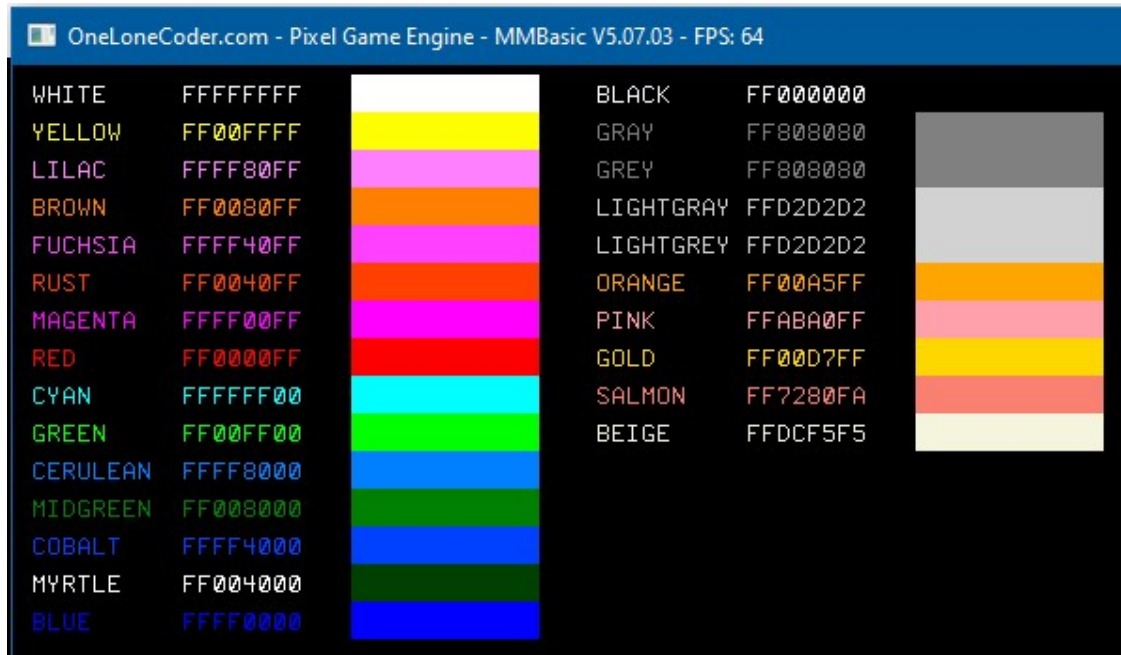 OneLoneCoder.com - Pixel Game Engine - MMBasic V5.07.03 - FPS: 64
WHITE FFFFFFFF BLACK FF000000
YELLOW FF00FFFF GRAY FF808080
LILAC FFFF80FF GREY FF808080
BROWN FF0080FF LIGHTGRAY FFD2D2D2
FUCHSIA FFFF40FF LIGHTGREY FFD2D2D2
RUST FF0040FF ORANGE FF00A5FF
MAGENTA FFFF00FF PINK FFABA0FF
RED FF0000FF GOLD FF00D7FF
CYAN FFFFFF00 SALMON FF7280FA
GREEN FF00FF00 BEIGE FFDCF5F5
CERULEAN FFFF8000
MIDGREEN FF008000
COBALT FFFF4000
MYRTLE FF004000
BLUE FFFF0000